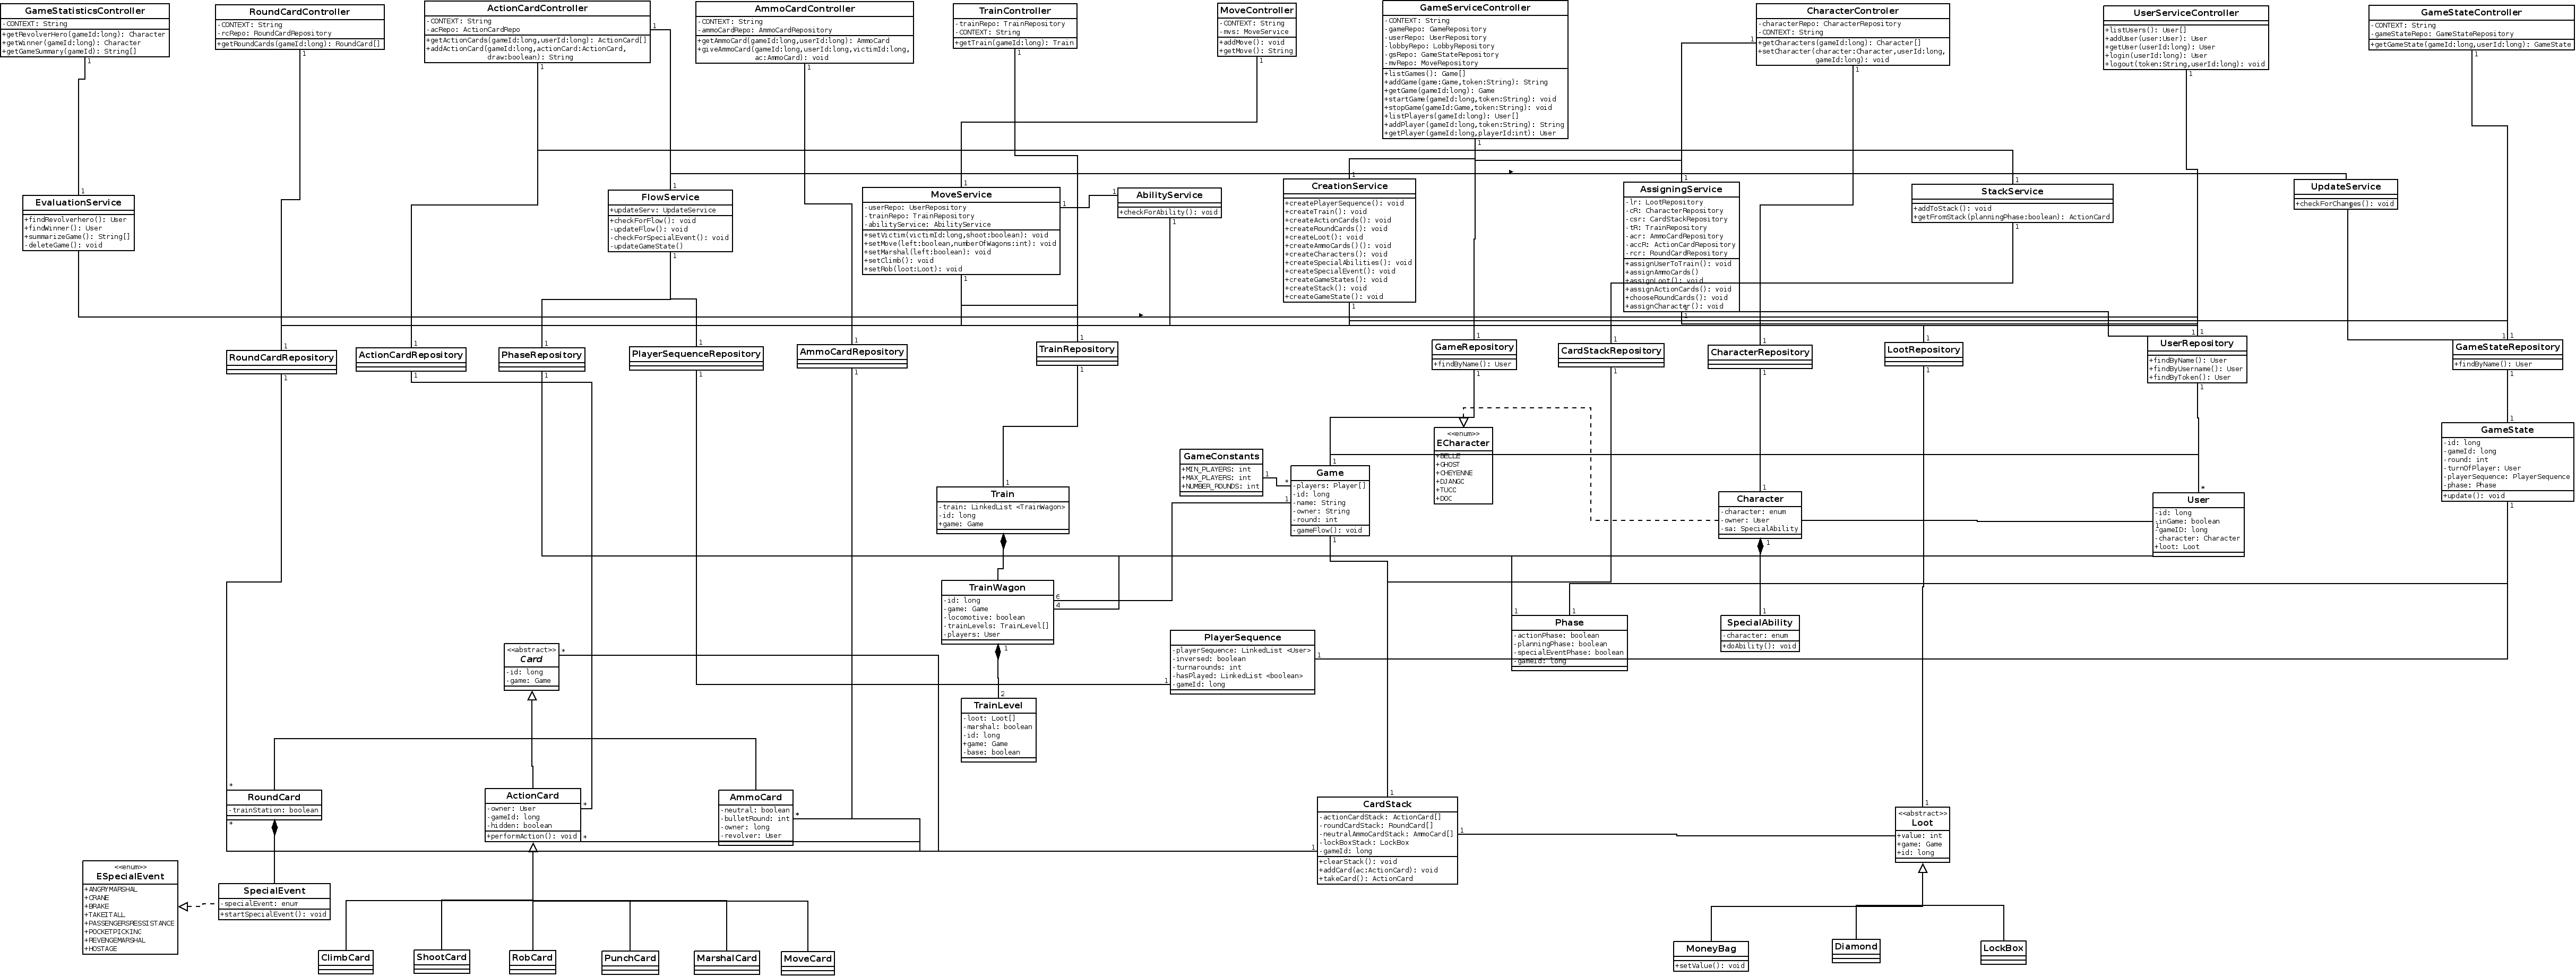 GameStatisticsController
-CONTEXT: String
+getRevolverHero(gameId:long): Character
+getWinner(gameId:long): Character
+getGameSummary(gameId:long): String[]
1
RoundCardController
-CONTEXT: String
-rcRepo: RoundCardRepository
+getRoundCards(gameId:long): RoundCard[]
1
ActionCardController
-CONTEXT: String
-acRepo: ActionCardRepo
+getActionCards(gameId:long,userId:long): ActionCard[]
+addActionCard(gameId:long,actionCard:ActionCard,
draw:boolean): String
1
1
AmmoCardController
-CONTEXT: String
-ammoCardRepo: AmmoCardRepository
+getAmmoCard(gameId:long,userId:long): AmmoCard
+giveAmmoCard(gameId:long,userId:long,victimId:long,
ac:AmmoCard): void
1
TrainController
-trainRepo: TrainRepository
-CONTEXT: String
+getTrain(gameId:long): Train
1
MoveController
-CONTEXT: String
-mvs: MoveService
+addMove(): void
+getMove(): String
1
GameServiceController
-CONTEXT: String
-gameRepo: GameRepository
-userRepo: UserRepository
-lobbyRepo: LobbyRepository
-gsRepo: GameStateRepository
-mvRepo: MoveRepository
+listGames(): Game[]
+addGame(game:Game,token:String): String
+getGame(gameId:long): Game
+startGame(gameId:long,token:String): void
+stopGame(gameId:Game,token:String): void
+listPlayers(gameId:long): User[]
+addPlayer(gameId:long,token:String): String
+getPlayer(gameId:long,playerId:int): User
1
CharacterControler
-characterRepo: CharacterRepository
-CONTEXT: String
+getCharacters(gameId:long): Character[]
+setCharacter(character:Character,userId:long,
gameId:long): void
1
1
UserServiceController
+listUsers(): User[]
+addUser(user:User): User
+getUser(userId:long): User
+login(userId:long): User
+logout(token:String,userId:long): void
1
GameStateController
-CONTEXT: String
-gameStateRepo: GameStateRepository
+getGameState(gameId:long,userId:long): GameState
1
1
EvaluationService
+findRevolverhero(): User
+findWinner(): User
+summarizeGame(): String[]
-deleteGame(): void
1
FlowService
+updateServ: UpdateService
+checkForFlow(): void
-updateFlow(): void
-checkForSpecialEvent(): void
-updateGameState()
1
1
MoveService
-userRepo: UserRepository
-trainRepo: TrainRepository
-abilityService: AbilityService
+setVictim(victimId:long,shoot:boolean): void
+setMove(left:boolean,numberOfWagons:int): void
+setMarshal(left:boolean): void
+setClimb(): void
+setRob(loot:Loot): void
1
1
1
AbilityService
+checkForAbility(): void
1
1
CreationService
+createPlayerSequence(): void
+createTrain(): void
+createActionCards(): void
+createRoundCards(): void
+createLoot(): void
+createAmmoCards()(): void
+createCharacters(): void
+createSpecialAbilities(): void
+createSpecialEvent(): void
+createGameStates(): void
+createStack(): void
+createGameState(): void
1
1
AssigningService
-lr: LootRepository
-cR: CharacterRepository
-csr: CardStackRepository
-tR: TrainRepository
-acr: AmmoCardRepository
-accR: ActionCardRepository
-rcr: RoundCardRepository
+assignUserToTrain(): void
+assignAmmoCards()
+assignLoot(): void
+assignActionCards(): void
+chooseRoundCards(): void
+assignCharacter(): void
1
1
StackService
+addToStack(): void
+getFromStack(planningPhase:boolean): ActionCard
1
1
UpdateService
+checkForChanges(): void
1
RoundCardRepository
1
1
ActionCardRepository
1
1
PhaseRepository
1
1
PlayerSequenceRepository
1
1
AmmoCardRepository
1
1
TrainRepository
1
1
GameRepository
+findByName(): User
1
1
CardStackRepository
1
1
CharacterRepository
1
1
LootRepository
1
1 1
UserRepository
+findByName(): User
+findByUsername(): User
+findByToken(): User
1
1 1
GameStateRepository
+findByName(): User
1
<<enum>>
ECharacter
+BELLE
+GHOST
+CHEYENNE
+DJANGO
+TUCO
+DOC
GameConstants
+MIN_PLAYERS: int
+MAX_PLAYERS: int
+NUMBER_ROUNDS: int
1
*
1
1
Game
-players: Player[]
-id: long
-name: String
-owner: String
-round: int
-gameFlow(): void
1
1
GameState
-id: long
-gameId: long
-round: int
-turnOfPlayer: User
-playerSequence: PlayerSequence
-phase: Phase
+update(): void
1
1
Train
-train: LinkedList <TrainWagon>
-id: long
+game: Game
1
Character
-character: enum
-owner: User
-sa: SpecialAbility
1
*
User
-id: long
-inGame: boolean
-gameID: long
-character: Character
+loot: Loot
TrainWagon
-id: long
-game: Game
-locomotive: boolean
-trainLevels: TrainLevel[]
-players: User
6
4
1
1
1
Phase
-actionPhase: boolean
-planningPhase: boolean
-specialEventPhase: boolean
-gameId: long
1
SpecialAbility
-character: enum
+doAbility(): void
PlayerSequence
-playerSequence: LinkedList <User>
-inversed: boolean
-turnarounds: int
-hasPlayed: LinkedList <boolean>
-gameId: long
1
1
<<abstract>>
Card
-id: long
-game: Game
*
2
TrainLevel
-loot: Loot[]
-marshal: boolean
-id: long
+game: Game
-base: boolean
*
RoundCard
-trainStation: boolean
*
ActionCard
-owner: User
-gameId: long
-hidden: boolean
+performAction(): void
*
*
AmmoCard
-neutral: boolean
-bulletRound: int
-owner: long
-revolver: User
*
1
CardStack
-actionCardStack: ActionCard[]
-roundCardStack: RoundCard[]
-neutralAmmoCardStack: AmmoCard[]
-lockBoxStack: LockBox
-gameId: long
+clearStack(): void
+addCard(ac:ActionCard): void
+takeCard(): ActionCard
1
1
1
<<abstract>>
Loot
+value: int
+game: Game
+id: long
<<enum>>
ESpecialEvent
+ANGRYMARSHAL
+CRANE
+BRAKE
+TAKEITALL
+PASSENGERSRESSISTANCE
+POCKETPICKING
+REVENGEMARSHAL
+HOSTAGE
SpecialEvent
-specialEvent: enum
+startSpecialEvent(): void
ClimbCard
ShootCard
RobCard
PunchCard
MarshalCard
MoveCard
MoneyBag
+setValue(): void
Diamond
LockBox